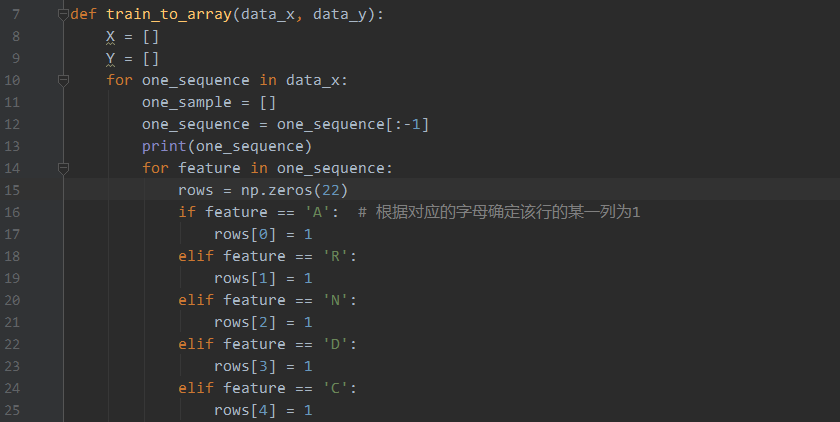 7 def train_to_array(data_x, data_y):
8     X = []
9     Y = []
10     for one_sequence in data_x:
11         one_sample = []
12         one_sequence = one_sequence[:-1]
13         print(one_sequence)
14         for feature in one_sequence:
15             rows = np.zeros(22)
16             if feature == 'A':  # 根据对应的字母确定该行的某一列为1
17                 rows[0] = 1
18             elif feature == 'R':
19                 rows[1] = 1
20             elif feature == 'N':
21                 rows[2] = 1
22             elif feature == 'D':
23                 rows[3] = 1
24             elif feature == 'C':
25                 rows[4] = 1